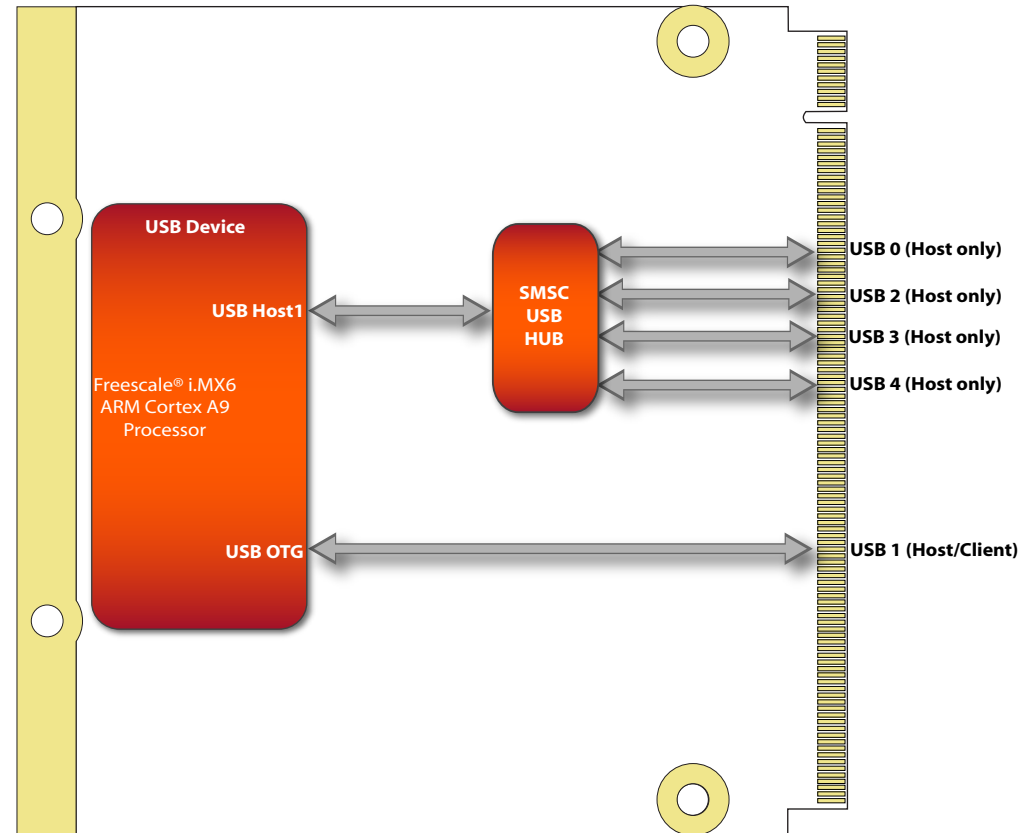 USB Device
USB Host1
Freescale® i.MX6
ARM Cortex A9
Processor
USB OTG
SMSC
USB
HUB
USB 0 (Host only)
USB 2 (Host only)
USB 3 (Host only)
USB 4 (Host only)
USB 1 (Host/Client)